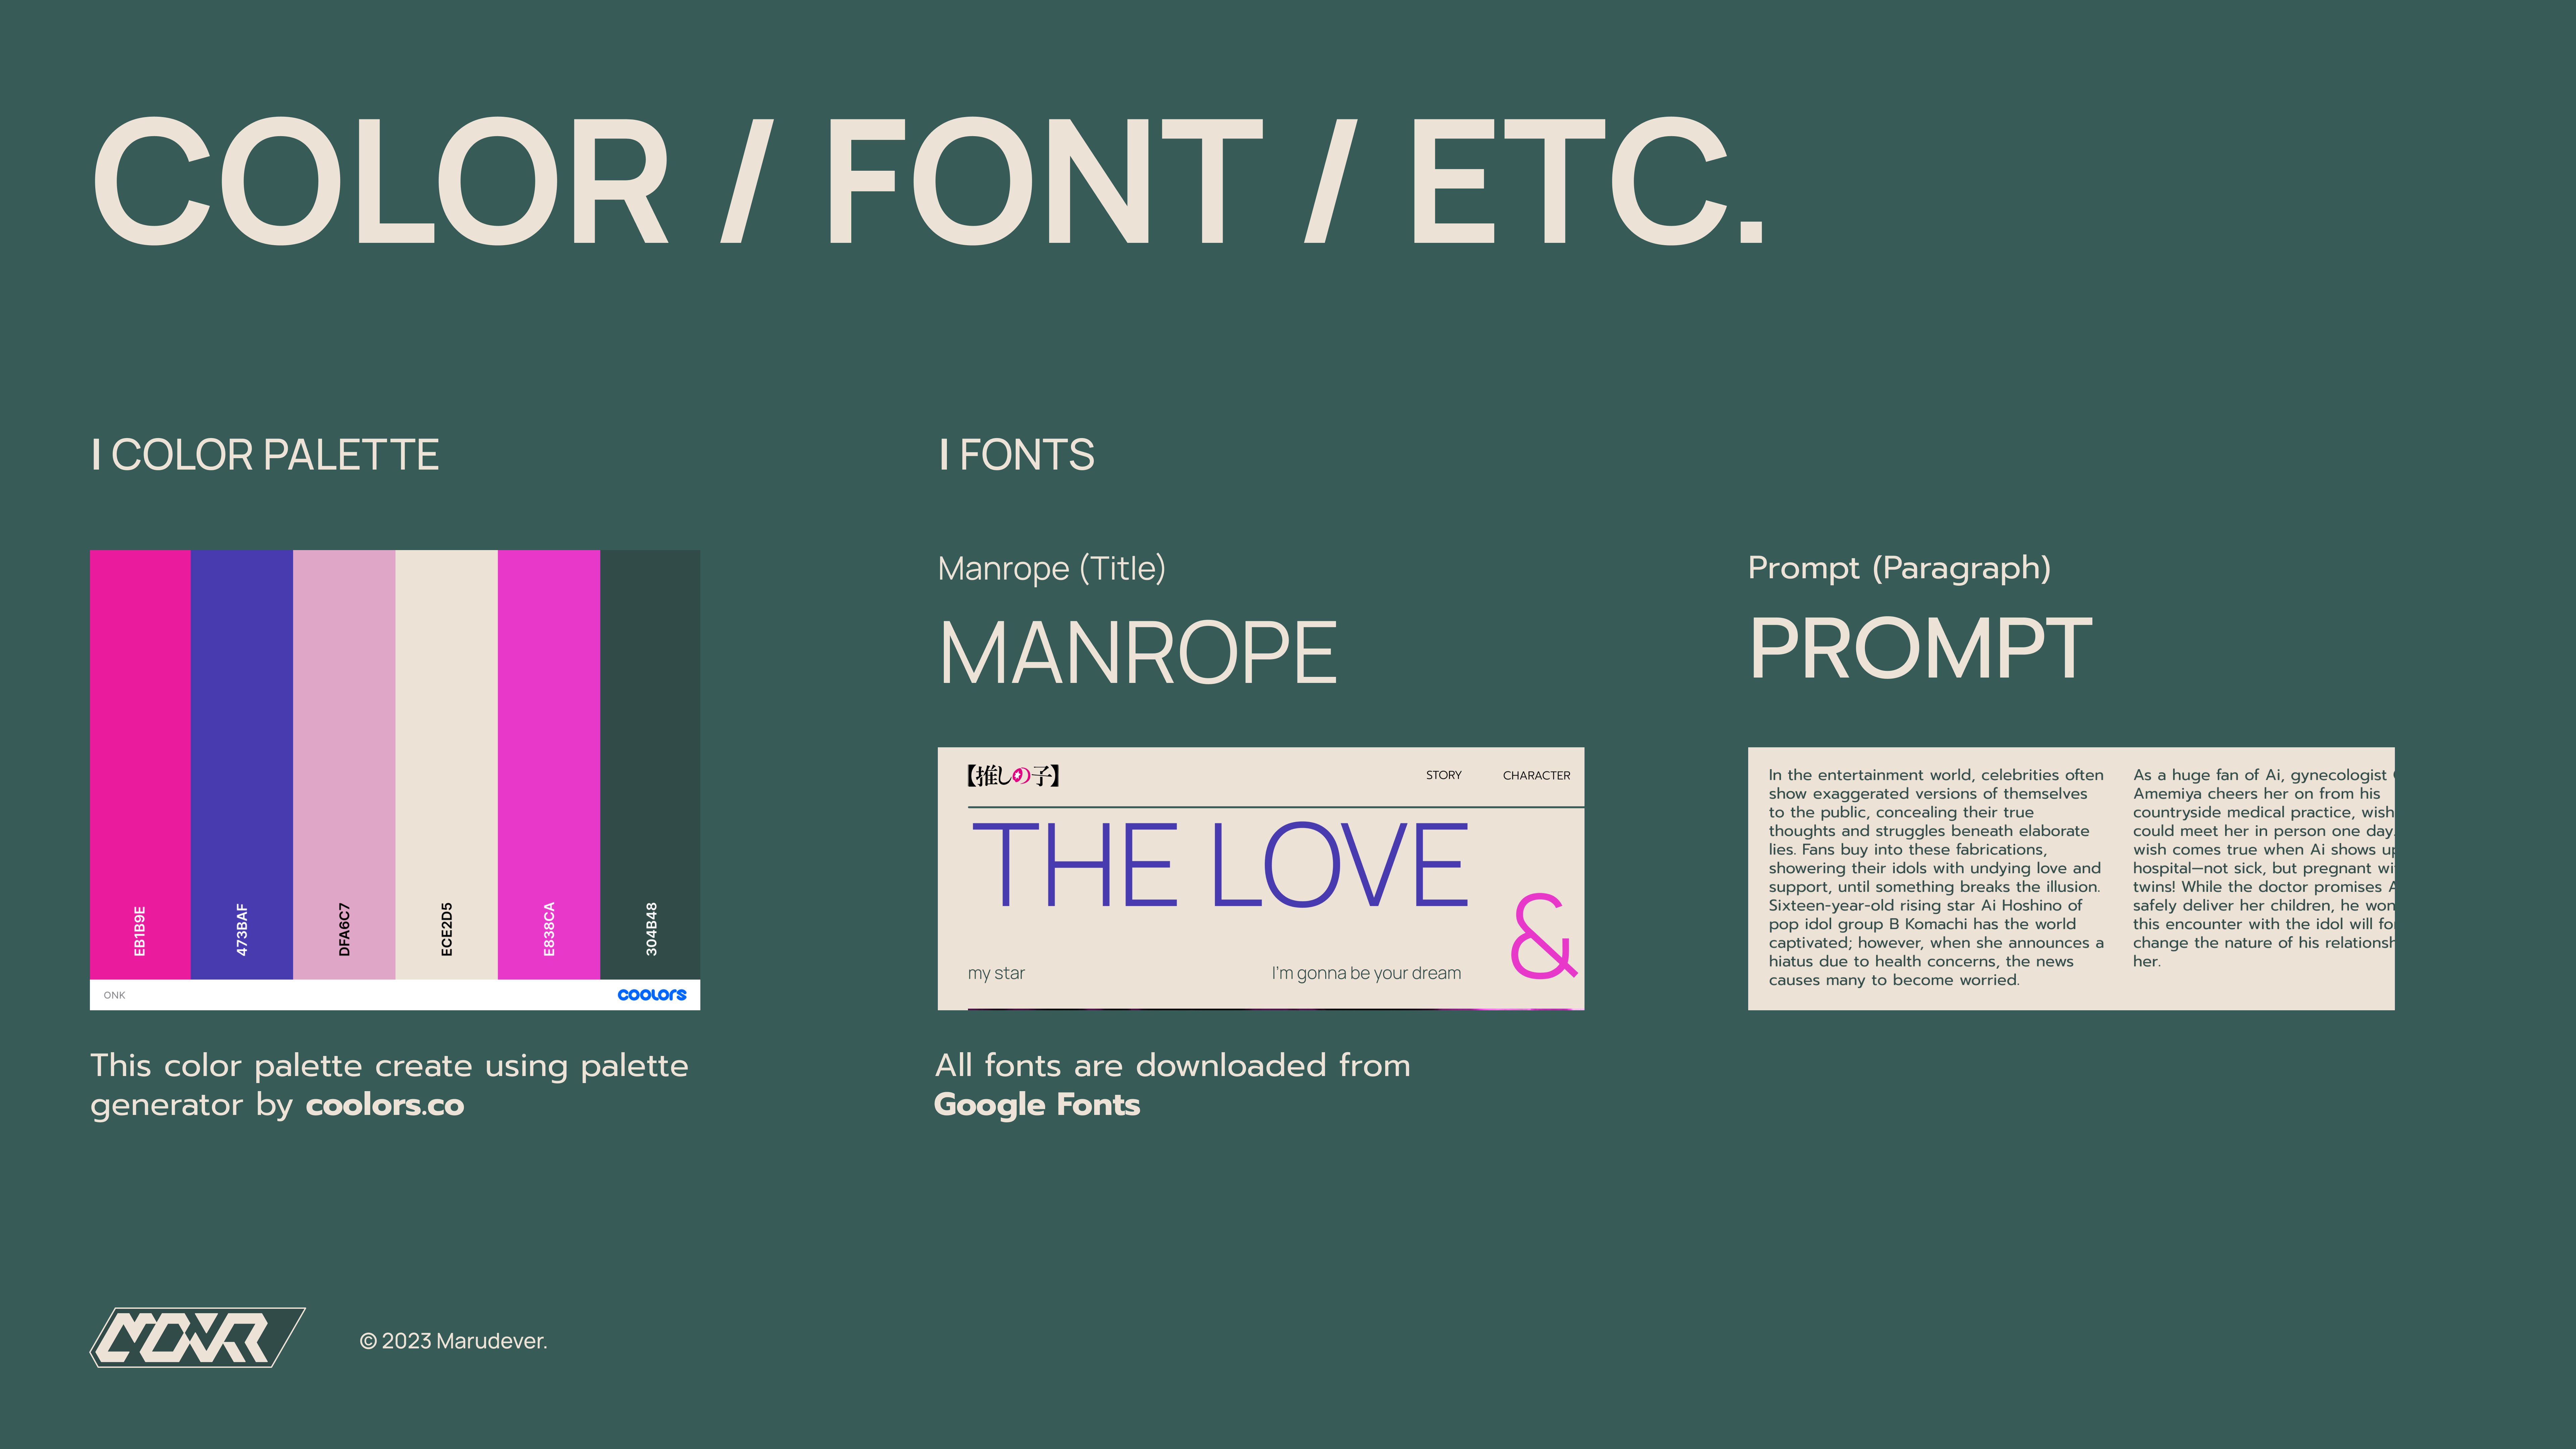 COLOR / FONT / ETC.
I COLOR PALETTE
EB1B9E
473BAF
DFA6C7
ECE2D5
E838CA
304B48
ONK
coolors
This color palette create using palette
generator by coolors.co
I FONTS
Manrope (Title)
MANROPE
【推しの子】
STORY
CHARACTER
THE LOVE
&
my star
I'm gonna be your dream
All fonts are downloaded from
Google Fonts
Prompt (Paragraph)
PROMPT
In the entertainment world, celebrities often
show exaggerated versions of themselves
to the public, concealing their true
thoughts and struggles beneath elaborate
lies. Fans buy into these fabrications,
showering their idols with undying love and
support, until something breaks the illusion.
Sixteen-year-old rising star Ai Hoshino of
pop idol group B Komachi has the world
captivated; however, when she announces a
hiatus due to health concerns, the news
causes many to become worried.
As a huge fan of Ai, gynecologist
Amemiya cheers her on from his
countryside medical practice, wish
could meet her in person one day.
wish comes true when Ai shows up
hospital—not sick, but pregnant wi
twins! While the doctor promises
safely deliver her children, he won
this encounter with the idol will fo
change the nature of his relationsh
her.
© 2023 Marudever.